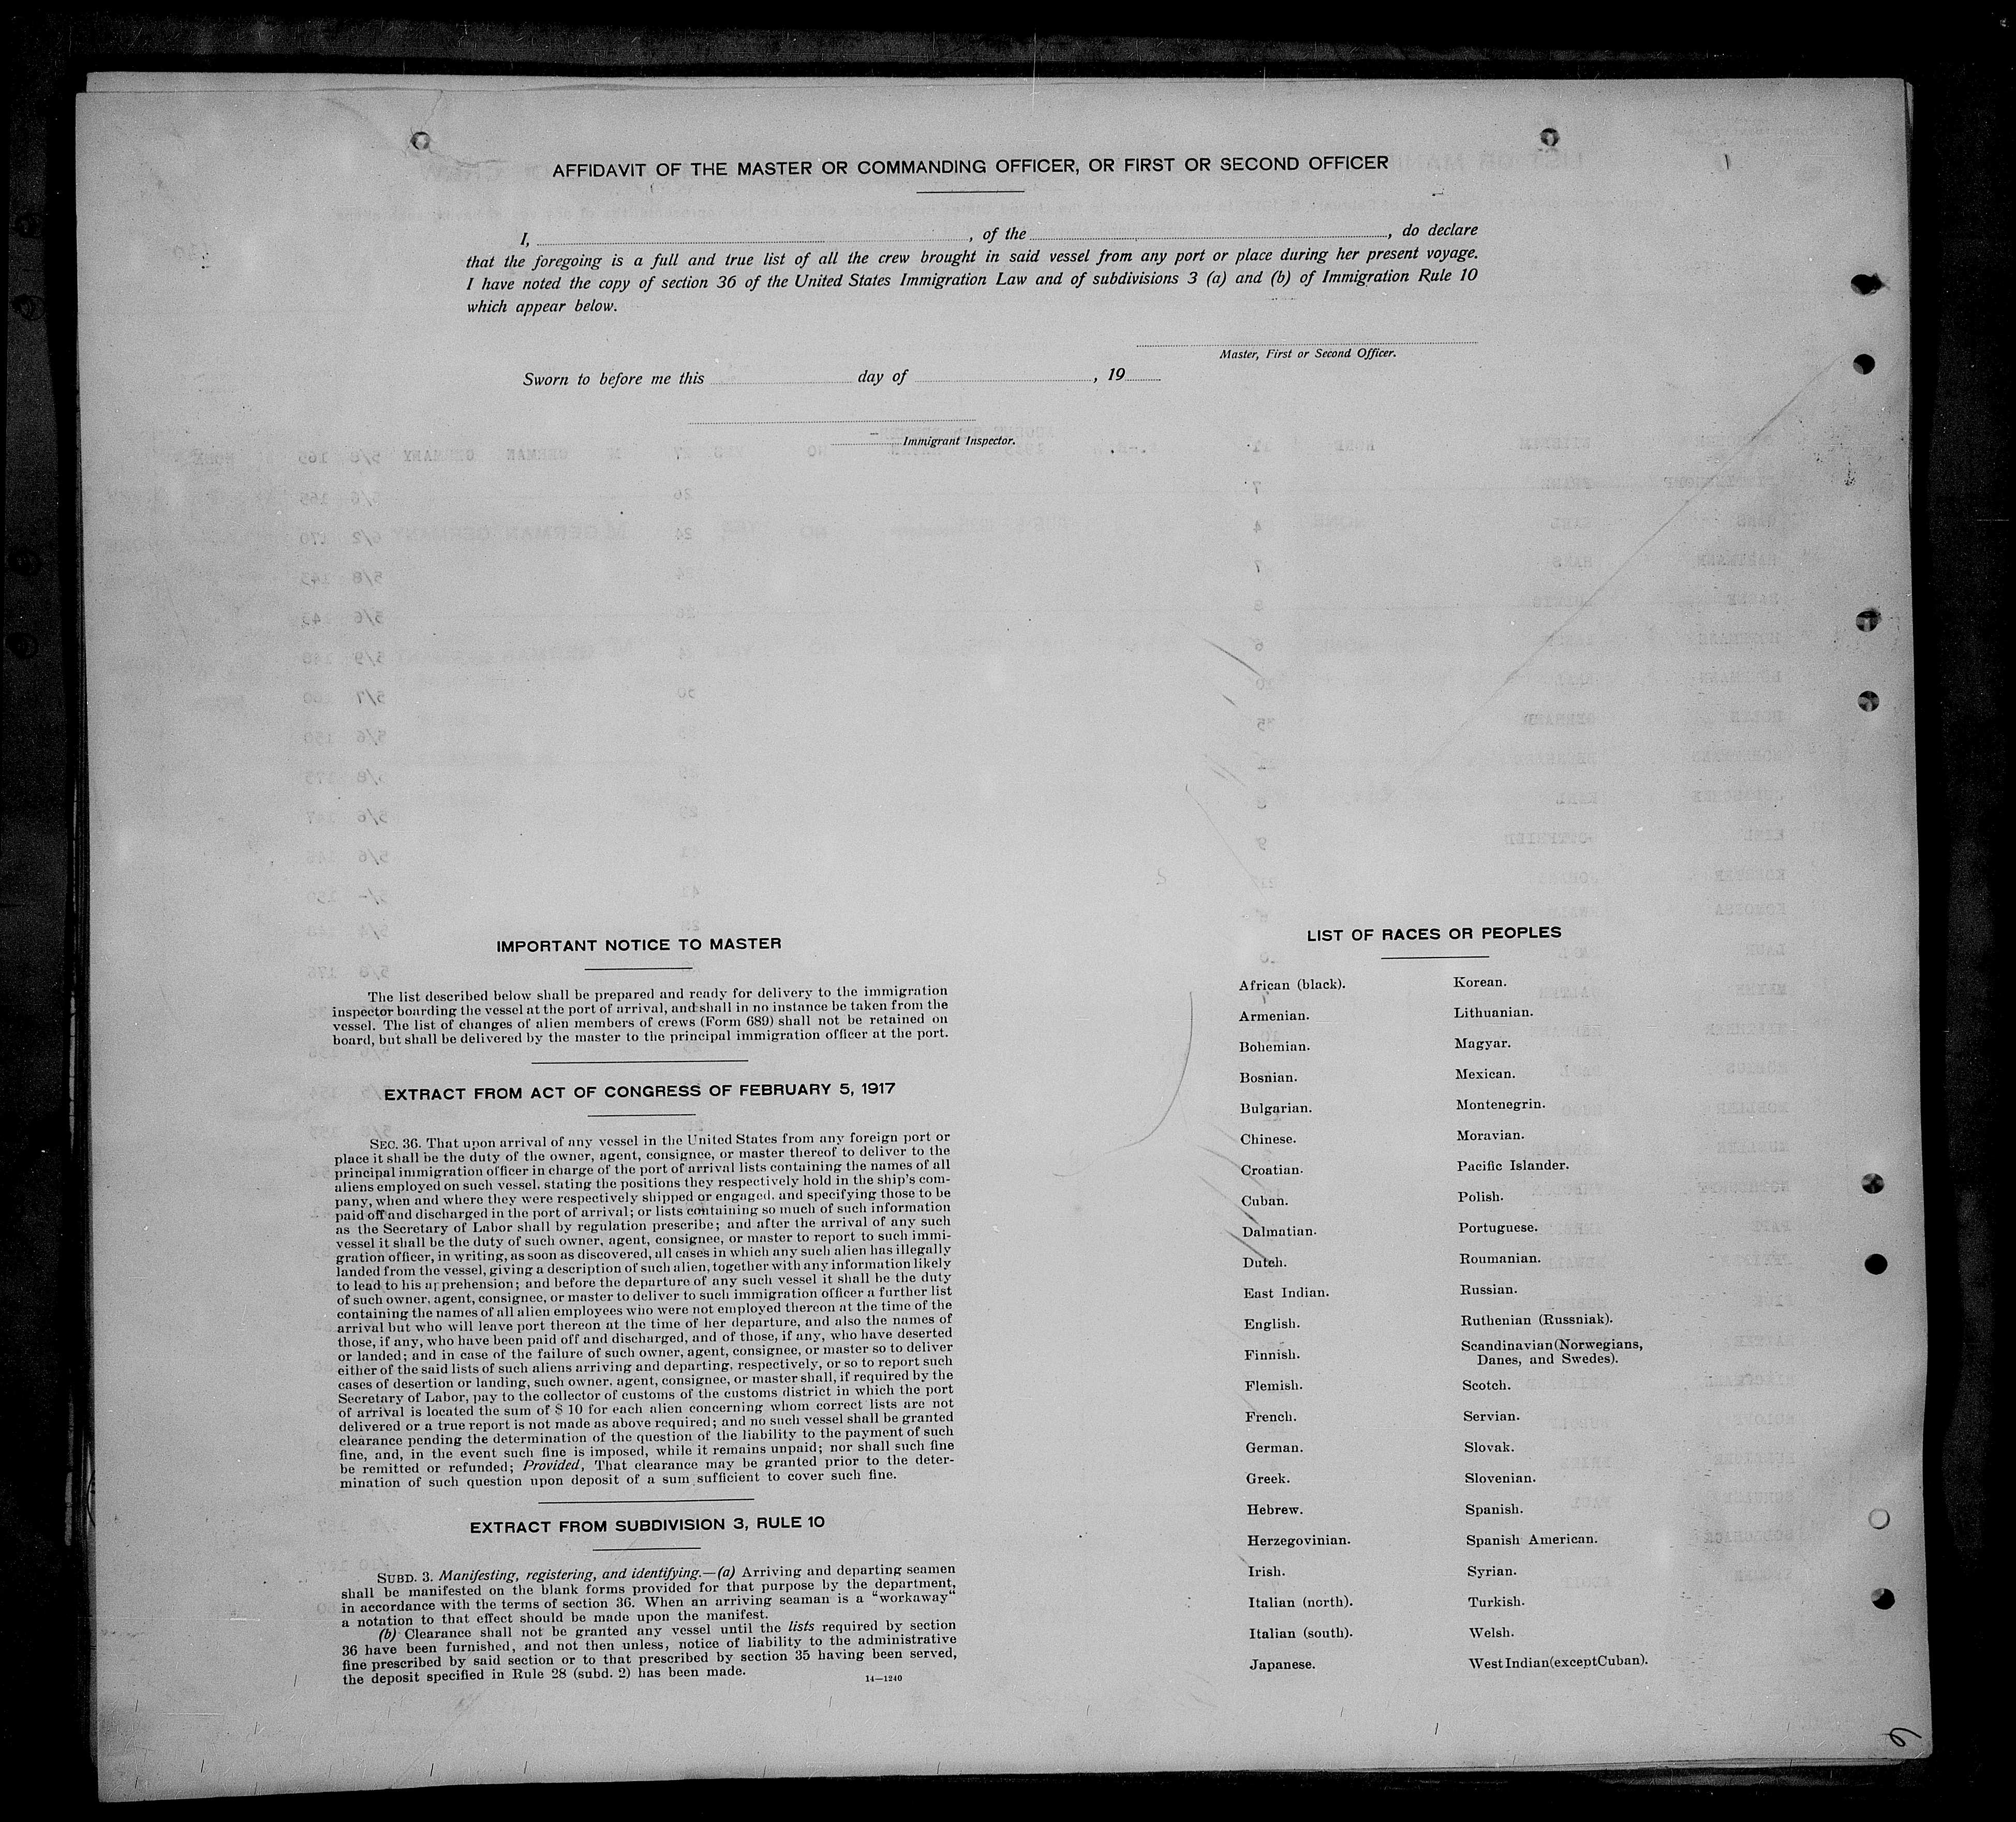 AFFIDAVIT OF THE MASTER OR COMMANDING OFFICER, OR FIRST OR SECOND OFFICER
I, , of the , do declare
that the foregoing is a full and true list of all the crew brought in said vessel from any port or place during her present voyage.
I have noted the copy of section 36 of the United States Immigration Law and of subdivisions 3 (a) and (b) of Immigration Rule 10
which appear below.
Master, First or Second Officer.
Sworn to before me this day of , 19
Immigrant Inspector.
IMPORTANT NOTICE TO MASTER
The list described below shall be prepared and ready for delivery to the immigration
inspector boarding the vessel at the port of arrival, and shall in no instance be taken from the
vessel. The list of changes of alien members of crews (Form 689) shall not be retained on
board, but shall be delivered by the master to the principal immigration officer at the port.
EXTRACT FROM ACT OF CONGRESS OF FEBRUARY 5, 1917
SEC. 36. That upon arrival of any vessel in the United States from any foreign port or
place it shall be the duty of the owner, agent, consignee, or master thereof to deliver to the
principal immigration officer in charge of the port of arrival lists containing the names of all
aliens employed on such vessel, stating the positions they respectively hold in the ship's com-
pany, when and where they were respectively shipped or engaged, and specifying those to be
paid off and discharged in the port of arrival; or lists containing so much of such information
as the Secretary of Labor shall by regulation prescribe; and after the arrival of any such
vessel it shall be the duty of such owner, agent, consignee, or master to report to such immi-
gration officer, in writing, as soon as discovered, all cases in which any such alien has illegally
landed from the vessel, giving a description of such alien, together with any information likely
to lead to his apprehension; and before the departure of any such vessel it shall be the duty
of such owner, agent, consignee, or master to deliver to such immigration officer a further list
containing the names of all alien employees who were not employed thereon at the time of the
arrival but who will leave port thereon at the time of her departure, and also the names of
those, if any, who have been paid off and discharged, and of those, if any, who have deserted
or landed; and in case of the failure of such owner, agent, consignee, or master so to deliver
either of the said lists of such aliens arriving and departing, respectively, or so to report such
cases of desertion or landing, such owner, agent, consignee, or master shall, if required by the
Secretary of Labor, pay to the collector of customs of the customs district in which the port
of arrival is located the sum of $ 10 for each alien concerning whom correct lists are not
delivered or a true report is not made as above required; and no such vessel shall be granted
clearance pending the determination of the question of the liability to the payment of such
fine, and, in the event such fine is imposed, while it remains unpaid; nor shall such fine
be remitted or refunded; Provided, That clearance may be granted prior to the deter-
mination of such question upon deposit of a sum sufficient to cover such fine.
EXTRACT FROM SUBDIVISION 3, RULE 10
SUBD. 3. Manifesting, registering, and identifying.—(a) Arriving and departing seamen
shall be manifested on the blank forms provided for that purpose by the department,
in accordance with the terms of section 36. When an arriving seaman is a “workaway“
a notation to that effect should be made upon the manifest.
(b) Clearance shall not be granted any vessel until the lists required by section
36 have been furnished, and not then unless, notice of liability to the administrative
fine prescribed by said section or to that prescribed by section 35 having been served,
the deposit specified in Rule 28 (subd. 2) has been made.
14—1240
LIST OF RACES OR PEOPLES
African (black).
Armenian.
Bohemian.
Bosnian.
Bulgarian.
Chinese.
Croatian.
Cuban.
Dalmatian.
Dutch.
East Indian.
English.
Finnish.
Flemish.
French.
German.
Greek.
Hebrew.
Herzegovinian.
Irish.
Italian (north).
Italian (south).
Japanese.
Korean.
Lithuanian.
Magyar.
Mexican.
Montenegrin.
Moravian.
Pacific Islander.
Polish.
Portuguese.
Roumanian.
Russian.
Ruthenian (Russniak).
Scandinavian (Norwegians,
Danes, and Swedes).
Scotch.
Servian.
Slovak.
Slovenian.
Spanish.
Spanish American.
Syrian.
Turkish.
Welsh.
West Indian (except Cuban).